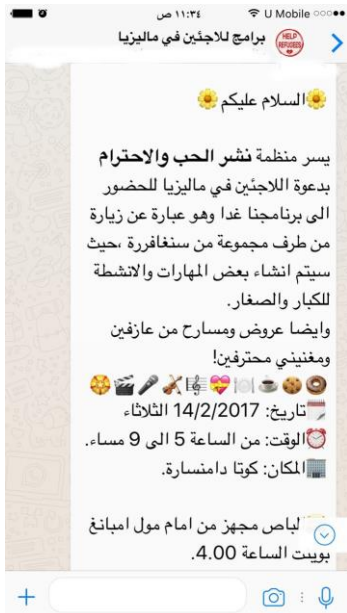 U Mobile ١١:٣٤ ص
برامج للاجئين في ماليزيا
HELP REFUGEES
🌼السلام عليكم 🌼
يسر منظمة نشر الحب والاحترام
بدعوة اللاجئين في ماليزيا للحضور
الى برنامجنا غدا وهو عبارة عن زيارة
من طرف مجموعة من سنغافررة ،حيث
سيتم انشاء بعض المهارات والانشطة
للكبار والصغار.
وايضا عروض ومسارح من عازفين
ومغنيني محترفين!
🍩🍪☕🍽💝🎼🎻🎤🎬🏵
🗓تاريخ: 14/2/2017 الثلاثاء
⏰الوقت: من الساعة 5 الى 9 مساء.
🏢المكان: كوتا دامنسارة.
الباص مجهز من امام مول امبانغ
بوينت الساعة 4.00.